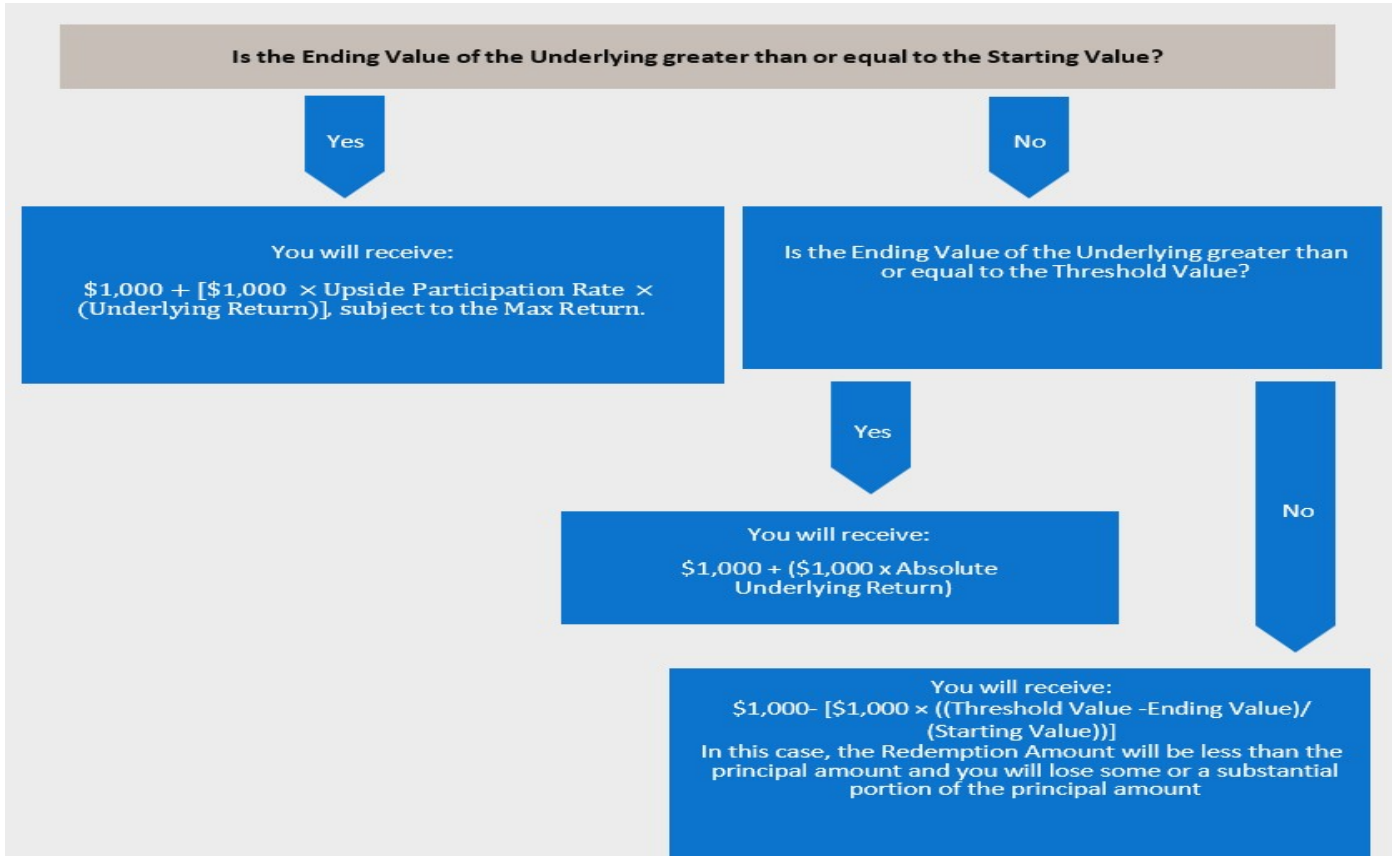 Is the Ending Value of the Underlying greater than or equal to the Starting Value?
Yes
No
You will receive:
$1,000 + [$1,000 × Upside Participation Rate ×
(Underlying Return)], subject to the Max Return.
Is the Ending Value of the Underlying greater than
or equal to the Threshold Value?
Yes
No
You will receive:
$1,000 + ($1,000 x Absolute
Underlying Return)
You will receive:
$1,000- [$1,000 × ((Threshold Value -Ending Value)/
(Starting Value))]
In this case, the Redemption Amount will be less than the
principal amount and you will lose some or a substantial
portion of the principal amount